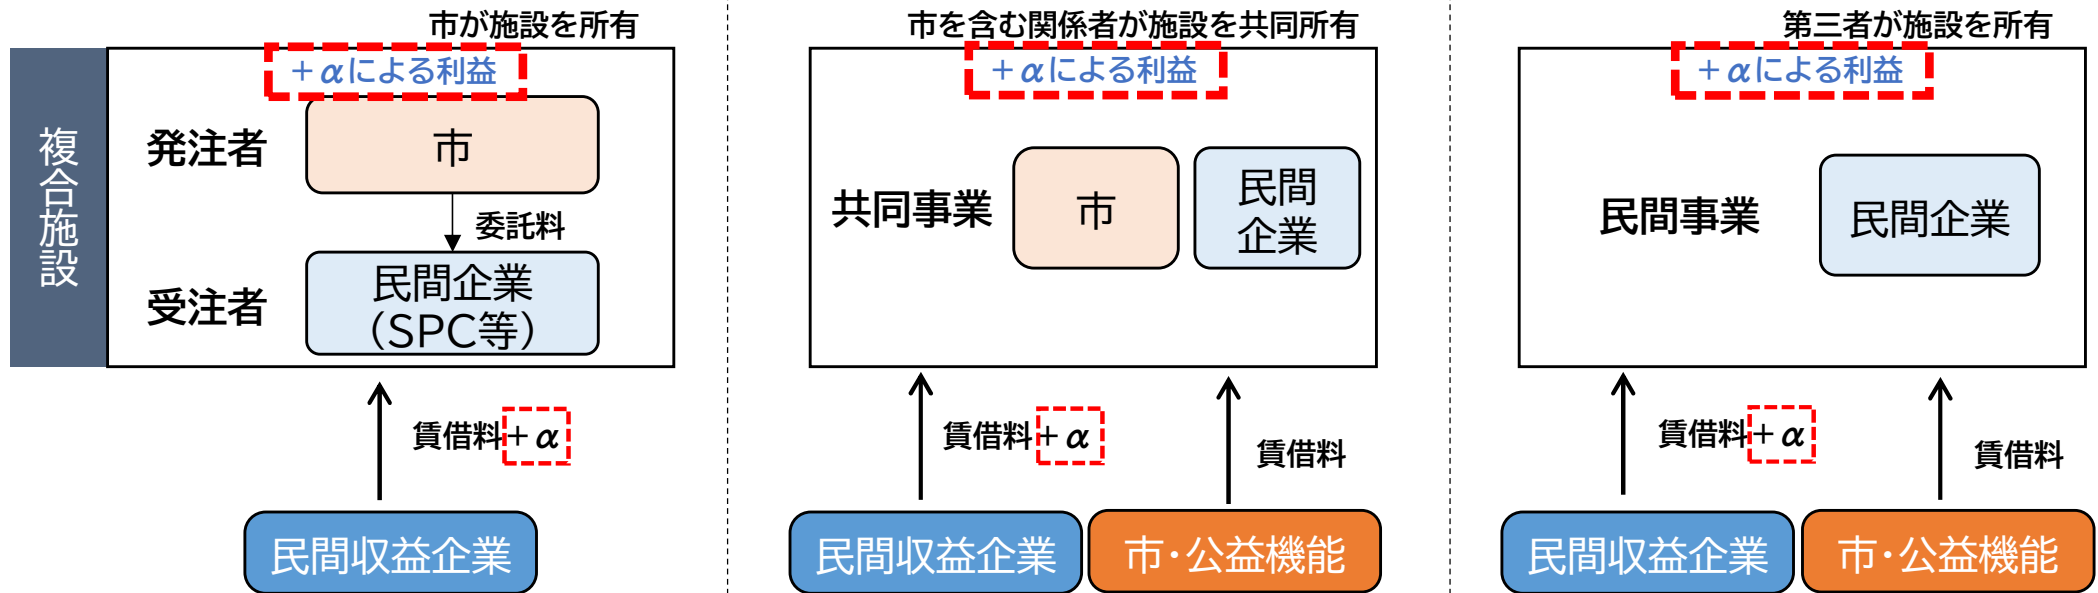 複合施設
市が施設を所有
+αによる利益
発注者
市
委託料
受注者
民間企業
（SPC等）
賃借料+α
民間収益企業
市を含む関係者が施設を共同所有
+αによる利益
共同事業
市
民間
企業
賃借料+α
賃借料
民間収益企業
市・公益機能
第三者が施設を所有
+αによる利益
民間事業
民間企業
賃借料+α
賃借料
民間収益企業
市・公益機能